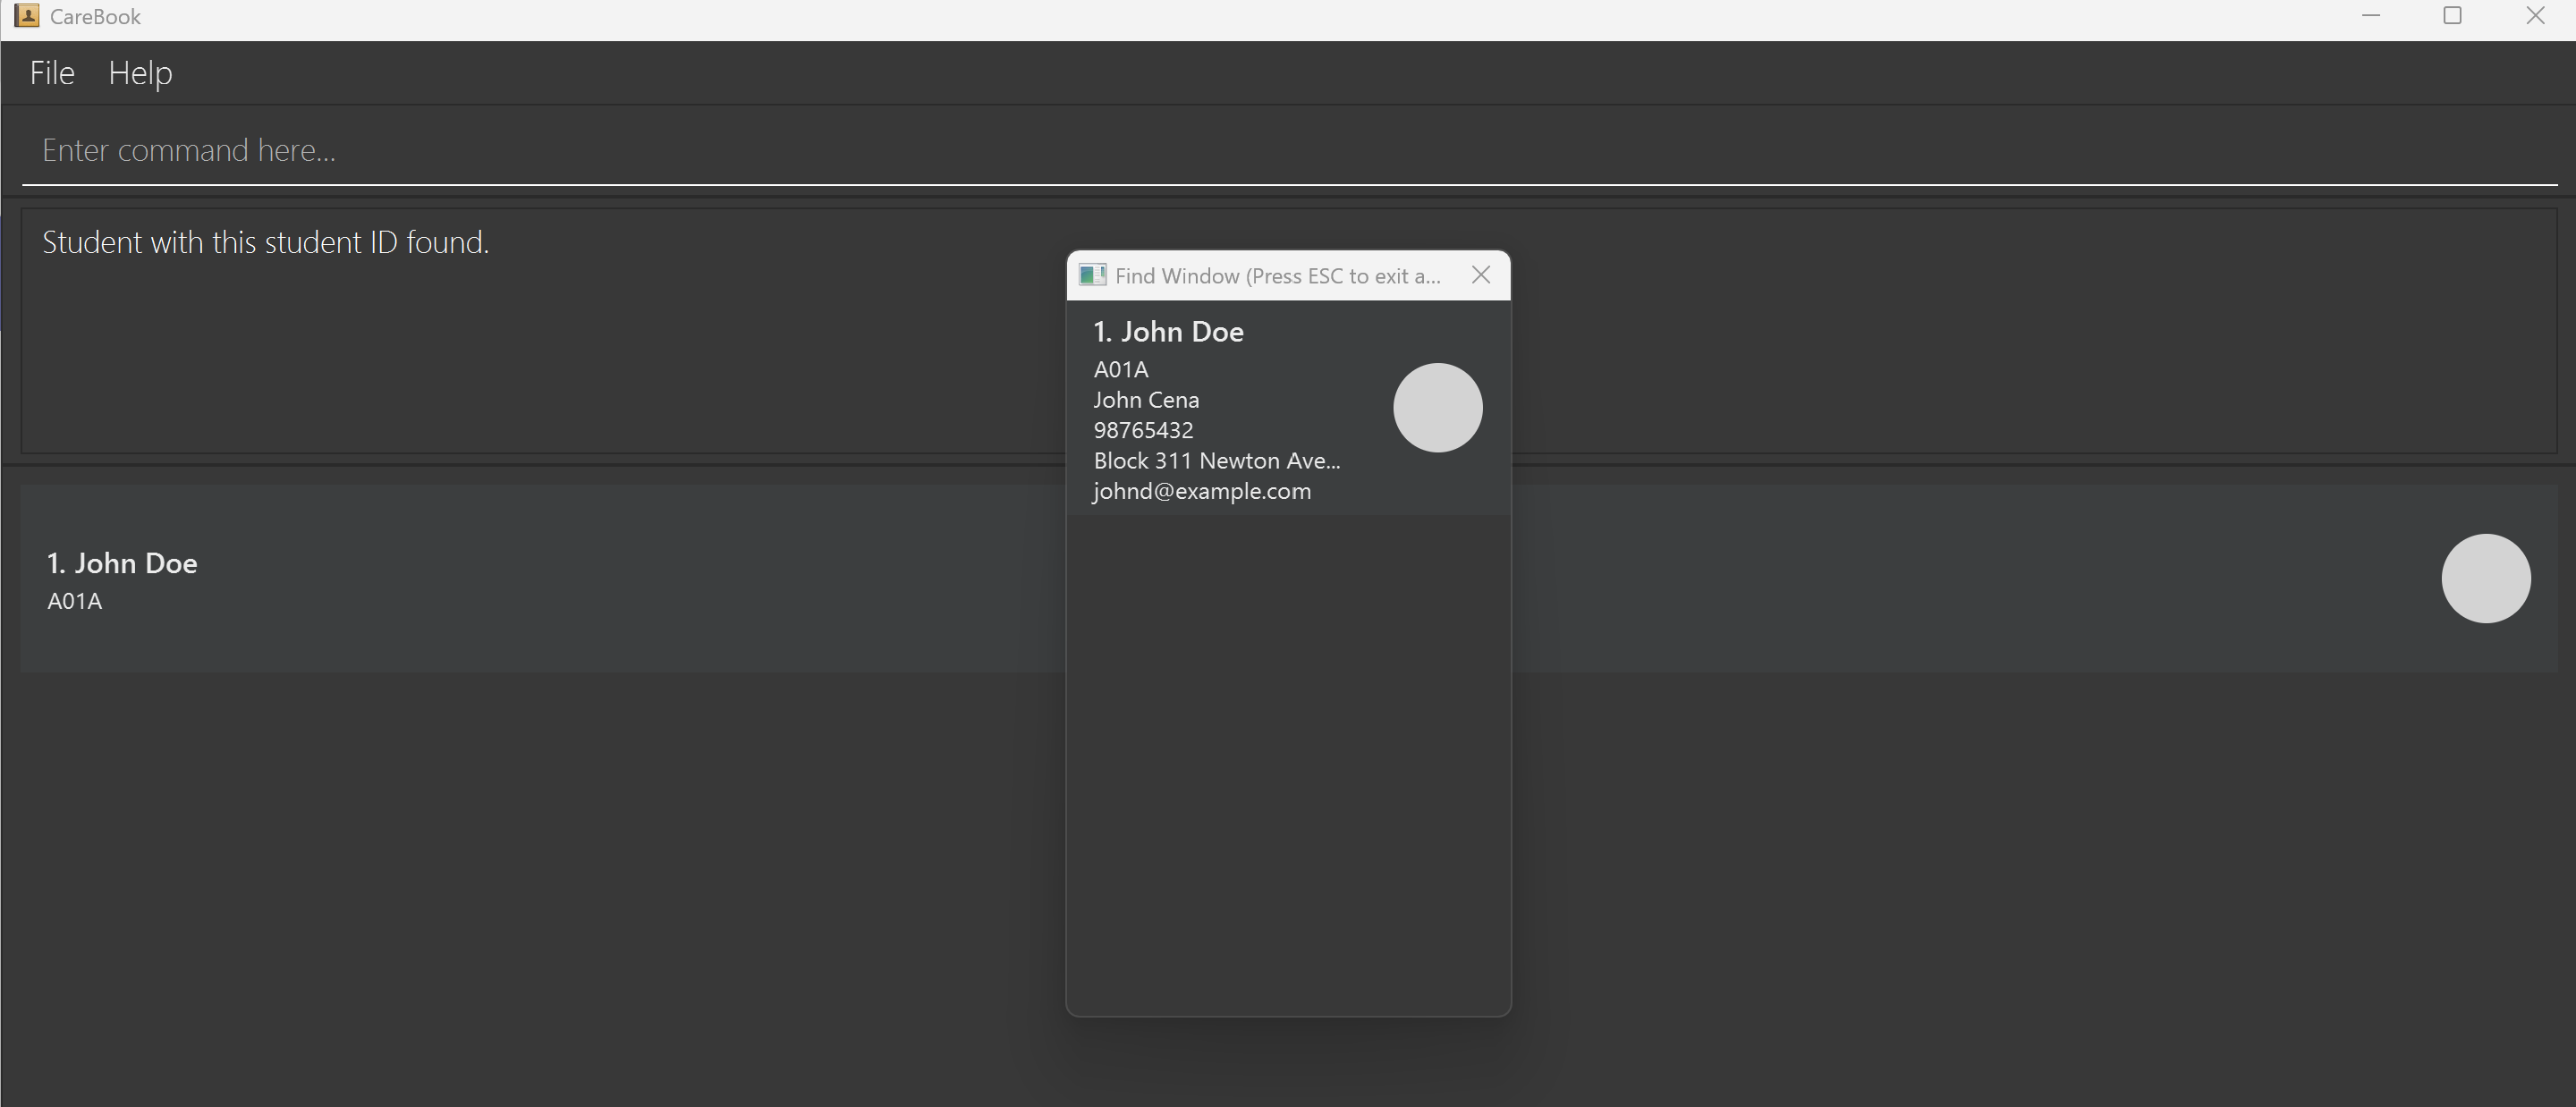 CareBook
File Help
Enter command here...
Student with this student ID found.
Find Window (Press ESC to exit a...
1. John Doe
A01A
John Cena
98765432
Block 311 Newton Ave...
johnd@example.com
1. John Doe
A01A